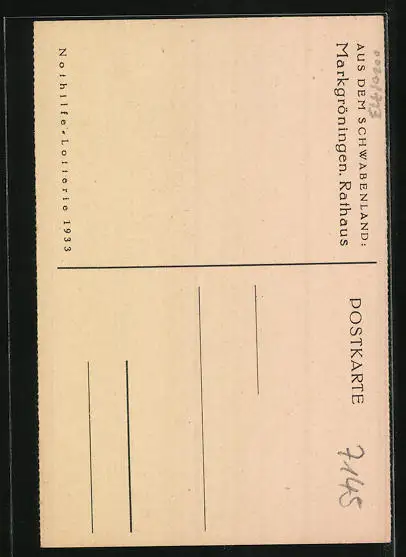 AUS DEM SCHWABENLAND:
Markgröningen. Rathaus
POSTKARTE
7145
Nothilfe-Lotterie 1933